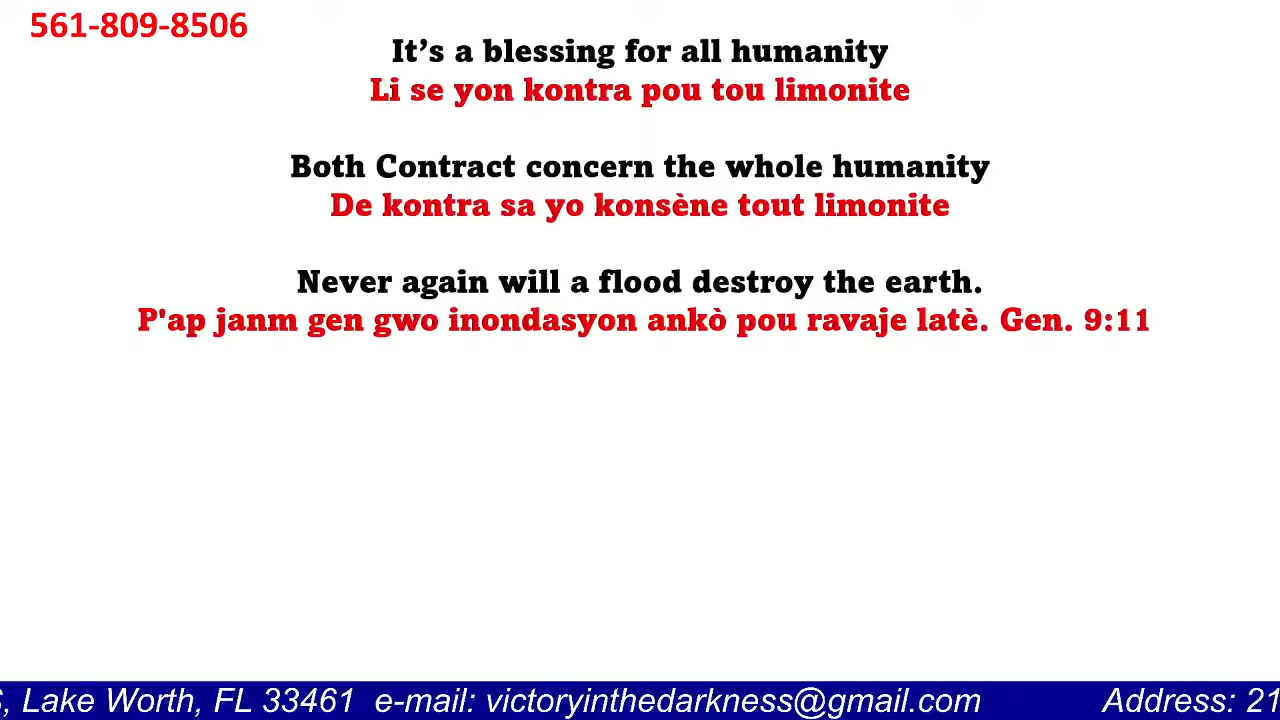 561-809-8506
It’s a blessing for all humanity
Li se yon kontra pou tou limonite
Both Contract concern the whole humanity
De kontra sa yo konsène tout limonite
Never again will a flood destroy the earth.
P'ap janm gen gwo inondasyon ankò pou ravaje latè. Gen. 9:11
, Lake Worth, FL 33461 e-mail: victoryinthedarkness@gmail.com Address: 21